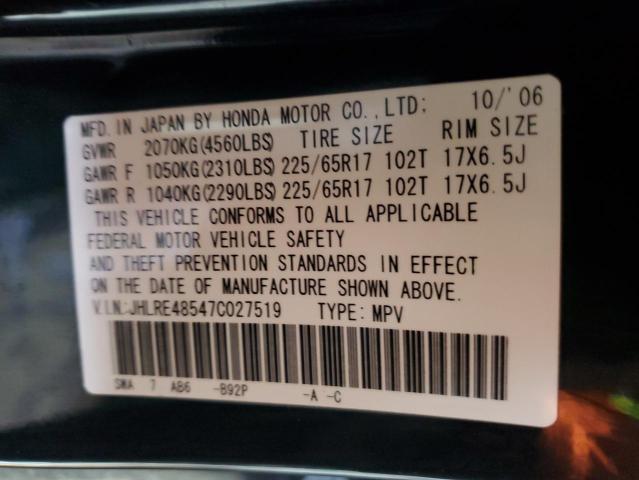 MFD. IN JAPAN BY HONDA MOTOR CO.,LTD; 10/'06
GVWR 2070KG(4560LBS) TIRE SIZE RIM SIZE
GAWR F 1050KG(2310LBS) 225/65R17 102T 17X6.5J
GAWR R 1040KG(2290LBS) 225/65R17 102T 17X6.5J
THIS VEHICLE CONFORMS TO ALL APPLICABLE
FEDERAL MOTOR VEHICLE SAFETY
AND THEFT PREVENTION STANDARDS IN EFFECT
ON THE DATE OF MANUFACTURE SHOWN ABOVE.
V.I.N:JHLRE48547C027519 TYPE: MPV
SWA 7 AB6 -B92P -A -C